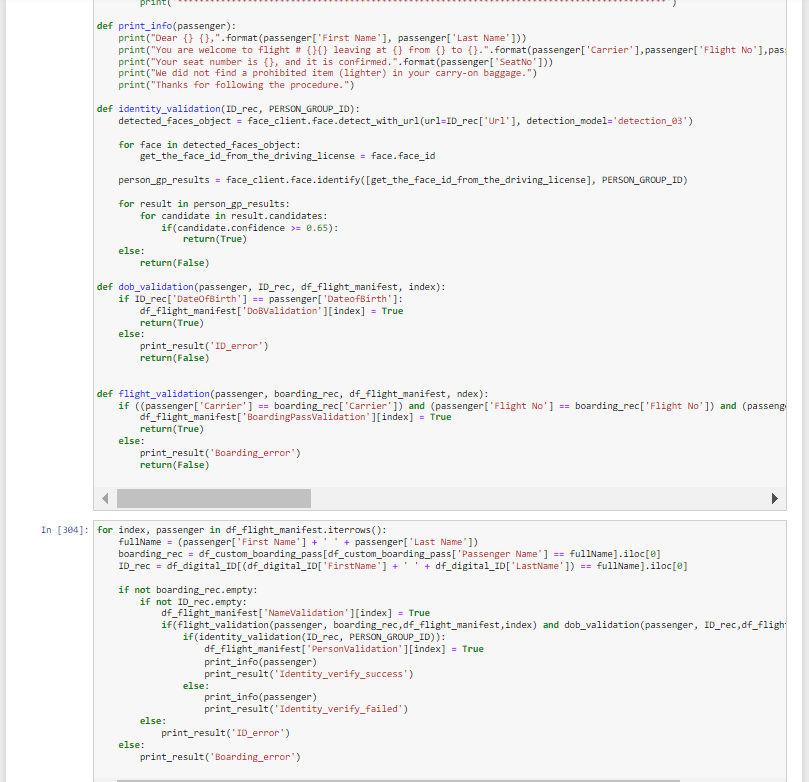 print("**********************************************************************************")
def print_info(passenger):
    print("Dear {} {},".format(passenger['First Name'], passenger['Last Name']))
    print("You are welcome to flight # {}{} leaving at {} from {} to {}.".format(passenger['Carrier'],passenger['Flight No'],pas
    print("Your seat number is {}, and it is confirmed.".format(passenger['SeatNo']))
    print("We did not find a prohibited item (lighter) in your carry-on baggage.")
    print("Thanks for following the procedure.")
def identity_validation(ID_rec, PERSON_GROUP_ID):
    detected_faces_object = face_client.face.detect_with_url(url=ID_rec['Url'], detection_model='detection_03')
    for face in detected_faces_object:
        get_the_face_id_from_the_driving_license = face.face_id
    person_gp_results = face_client.face.identify([get_the_face_id_from_the_driving_license], PERSON_GROUP_ID)
    for result in person_gp_results:
        for candidate in result.candidates:
            if(candidate.confidence >= 0.65):
                return(True)
    else:
        return(False)
def dob_validation(passenger, ID_rec, df_flight_manifest, index):
    if ID_rec['DateOfBirth'] == passenger['DateofBirth']:
        df_flight_manifest['DoBValidation'][index] = True
        return(True)
    else:
        print_result('ID_error')
        return(False)
def flight_validation(passenger, boarding_rec, df_flight_manifest, ndex):
    if ((passenger['Carrier'] == boarding_rec['Carrier']) and (passenger['Flight No'] == boarding_rec['Flight No']) and (passeng
        df_flight_manifest['BoardingPassValidation'][index] = True
        return(True)
    else:
        print_result('Boarding_error')
        return(False)
In [304]: for index, passenger in df_flight_manifest.iterrows():
    fullName = (passenger['First Name'] + ' ' + passenger['Last Name'])
    boarding_rec = df_custom_boarding_pass[df_custom_boarding_pass['Passenger Name'] == fullName].iloc[0]
    ID_rec = df_digital_ID[(df_digital_ID['FirstName'] + ' ' + df_digital_ID['LastName']) == fullName].iloc[0]
    if not boarding_rec.empty:
        if not ID_rec.empty:
            df_flight_manifest['NameValidation'][index] = True
            if(flight_validation(passenger, boarding_rec,df_flight_manifest,index) and dob_validation(passenger, ID_rec,df_fligh
                if(identity_validation(ID_rec, PERSON_GROUP_ID)):
                    df_flight_manifest['PersonValidation'][index] = True
                    print_info(passenger)
                    print_result('Identity_verify_success')
                else:
                    print_info(passenger)
                    print_result('Identity_verify_failed')
        else:
            print_result('ID_error')
    else:
        print_result('Boarding_error')